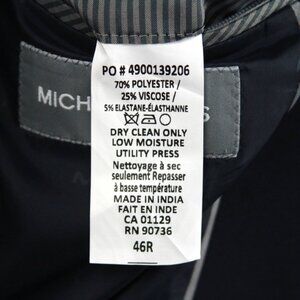 PO # 4900139206
70% POLYESTER /
25% VISCOSE /
5% ELASTANE-ÉLASTHANNE
DRY CLEAN ONLY
LOW MOISTURE
UTILITY PRESS
Nettoyage à sec
seulement Repasser
à basse température
MADE IN INDIA
FAIT EN INDE
CA 01129
RN 90736
46R
MICH
S